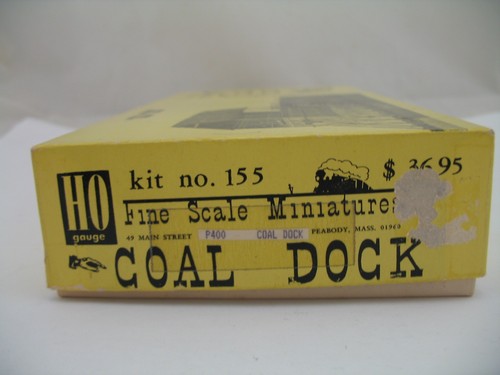 HO
gauge
kit no. 155
$ 36.95
Fine Scale Miniatures
49 MAIN STREET P400 COAL DOCK PEABODY, MASS. 01960
COAL DOCK